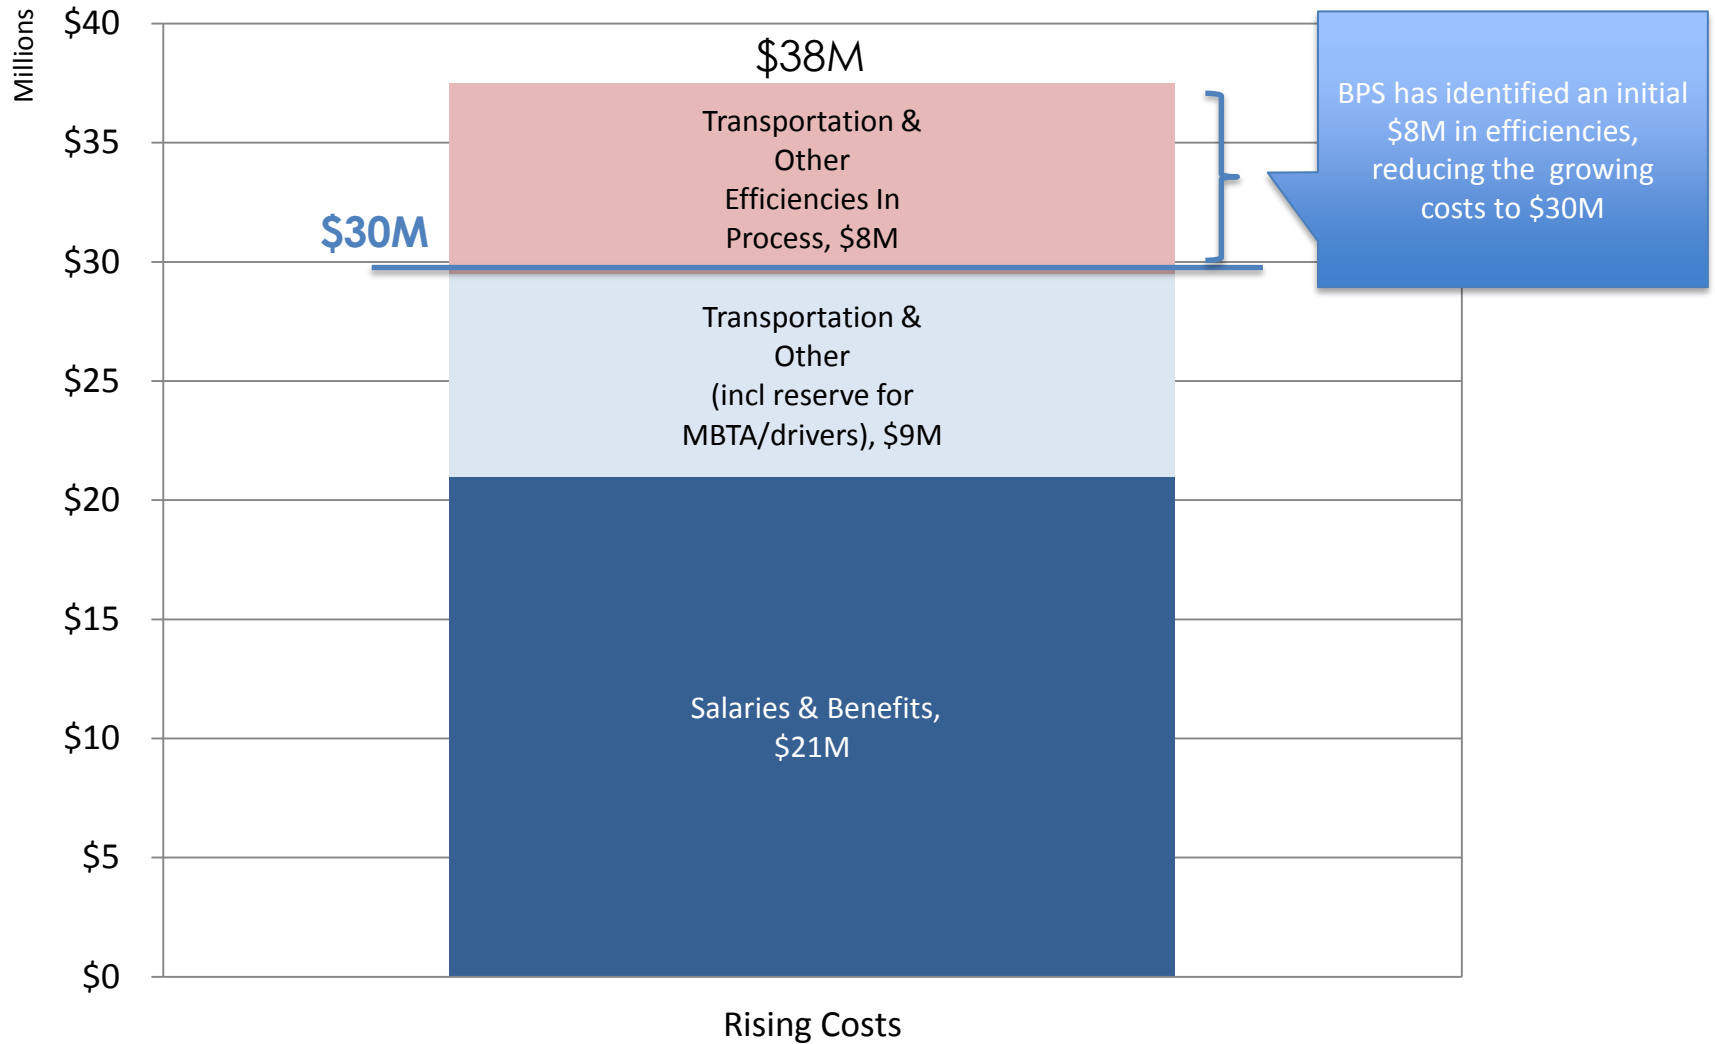 Millions
$40
$35
$30
$25
$20
$15
$10
$5
$0
$38M
Transportation &
Other
Efficiencies In
Process, $8M
$30M
Transportation &
Other
(incl reserve for
MBTA/drivers), $9M
Salaries & Benefits,
$21M
Rising Costs
BPS has identified an initial
$8M in efficiencies,
reducing the growing
costs to $30M